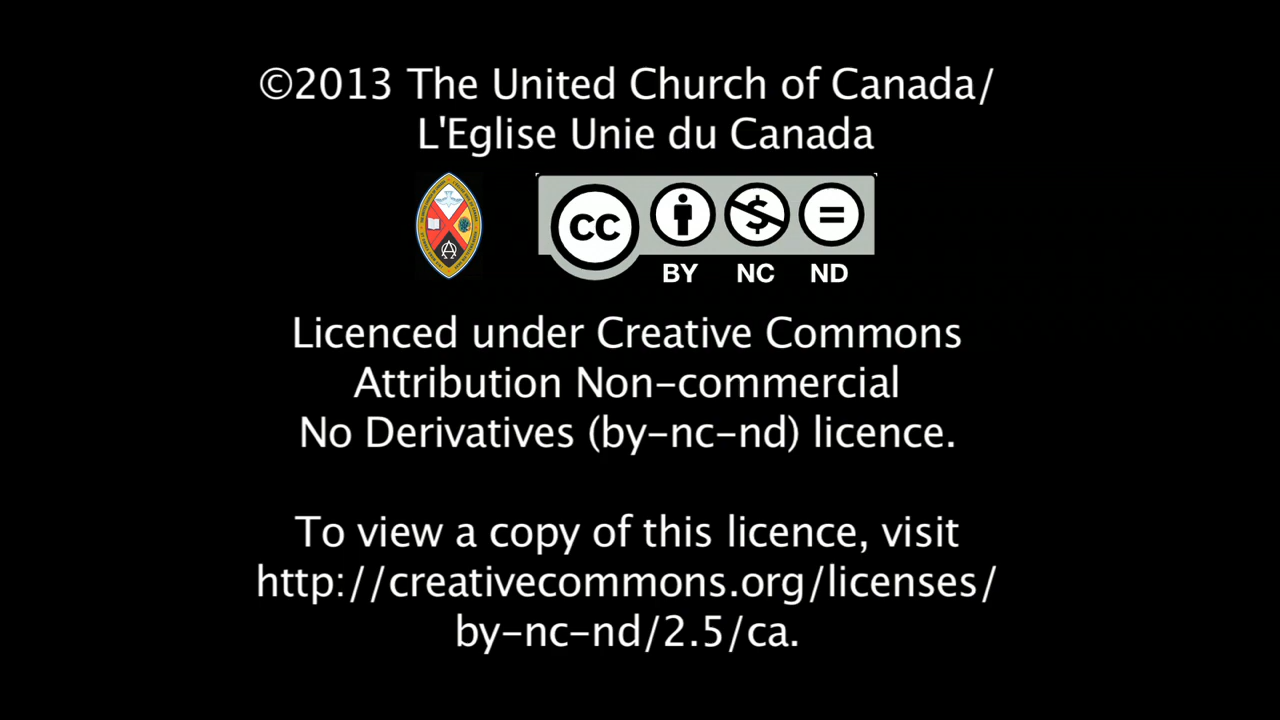 ©2013 The United Church of Canada/
L'Eglise Unie du Canada
cc
BY NC ND
Licenced under Creative Commons
Attribution Non-commercial
No Derivatives (by-nc-nd) licence.
To view a copy of this licence, visit
http://creativecommons.org/licenses/
by-nc-nd/2.5/ca.